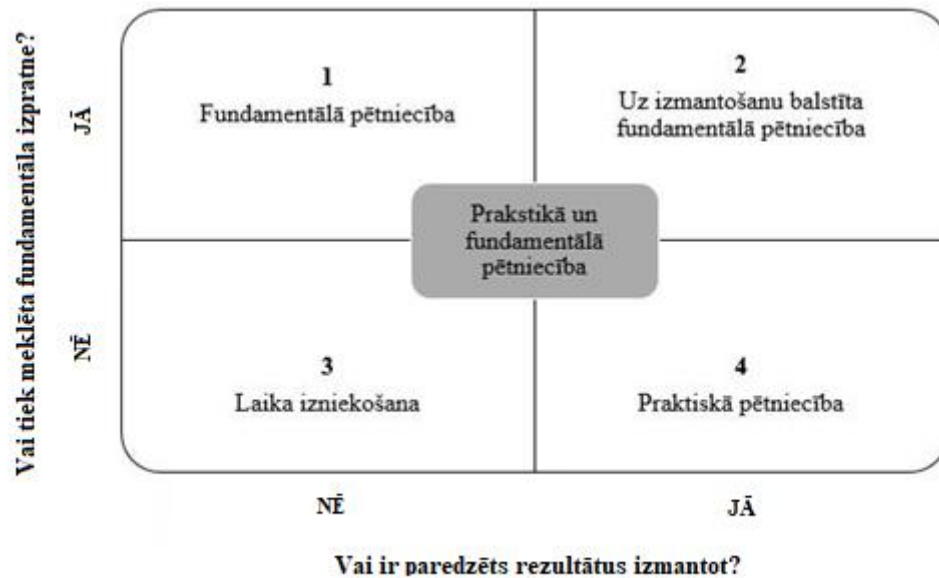 Vai tiek meklēta fundamentāla izpratne?
JĀ
NĒ
1
Fundamentālā pētniecība
2
Uz izmantošanu balstīta
fundamentālā pētniecība
Prakstikā un
fundamentālā
pētniecība
3
Laika izniekošana
4
Praktiskā pētniecība
NĒ
JĀ
Vai ir paredzēts rezultātus izmantot?